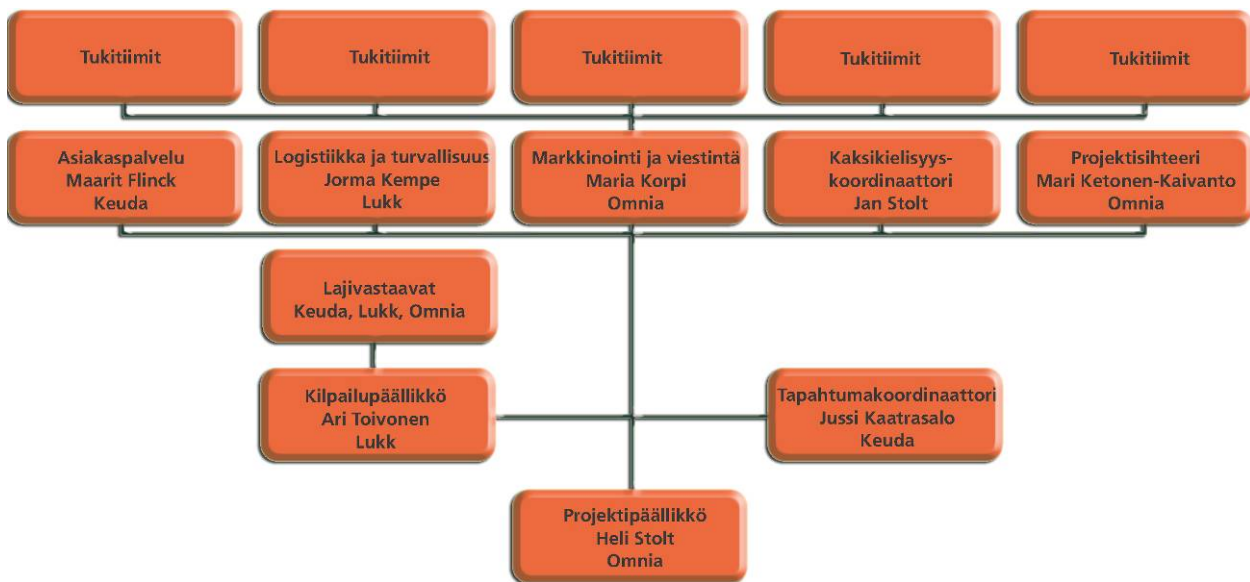 Tukitiimit
Tukitiimit
Tukitiimit
Tukitiimit
Tukitiimit
Asiakaspalvelu
Maarit Flinck
Keuda
Logistiikka ja turvallisuus
Jorma Kempe
Lukk
Markkinointi ja viestintä
Maria Korpi
Omnia
Kaksikielisyys-
koordinaattori
Jan Stolt
Projektisihteeri
Mari Ketonen-Kaivanto
Omnia
Lajivastaavat
Keuda, Lukk, Omnia
Kilpailupäällikkö
Ari Toivonen
Lukk
Tapahtumakoordinaattori
Jussi Kaatrasalo
Keuda
Projektipäällikkö
Heli Stolt
Omnia